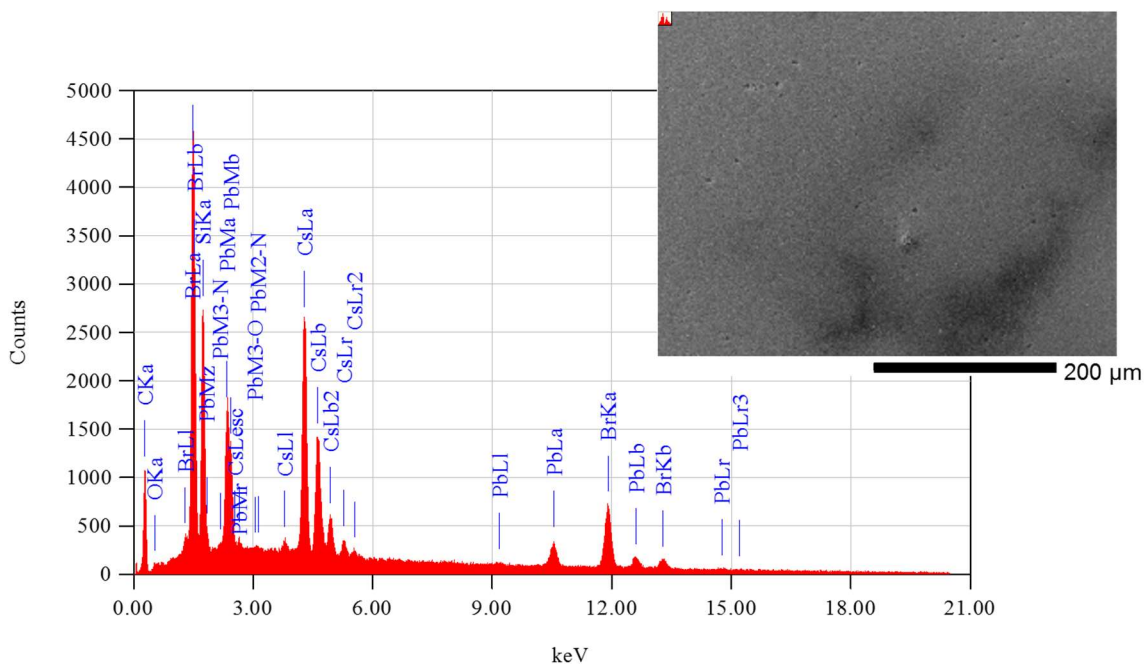 5000
4500
4000
3500
3000
2500
2000
1500
1000
500
0
Counts
0.00
3.00
6.00
9.00
12.00
15.00
18.00
21.00
keV
CKa
OKa
BrLl
BrLa
BrLb
SiKa
PbMz
PbM3-N
PbMa
PbMb
PbMr
CsLesc
PbM3-O
PbM2-N
CsLl
CsLa
CsLb
CsLb2
CsLr
CsLr2
PbLl
PbLa
BrKa
PbLb
BrKb
PbLr
PbLr3
200 μm